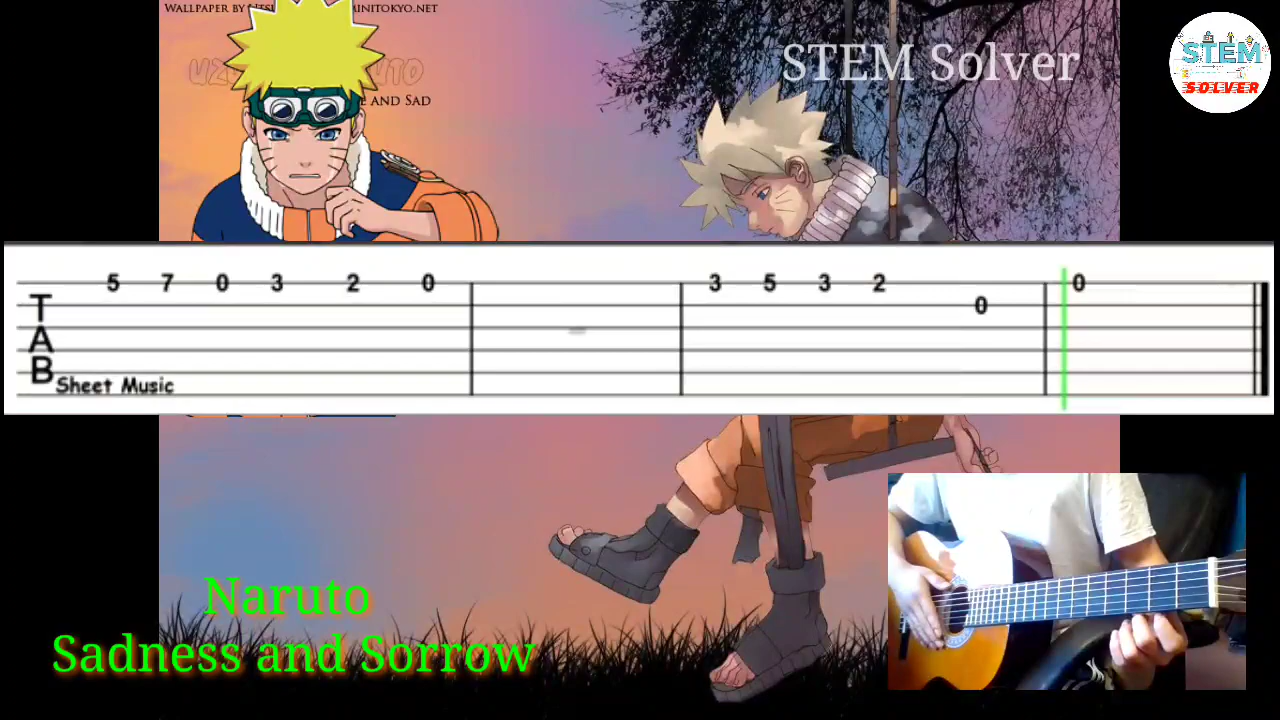 WALLPAPER BY
MINITOKYO.NET
STEM Solver
STEM
SOLVER
AND SAD
5 7 0 3 2 0 3 5 3 2 0
0
T
A
B
Sheet Music
Naruto
Sadness and Sorrow